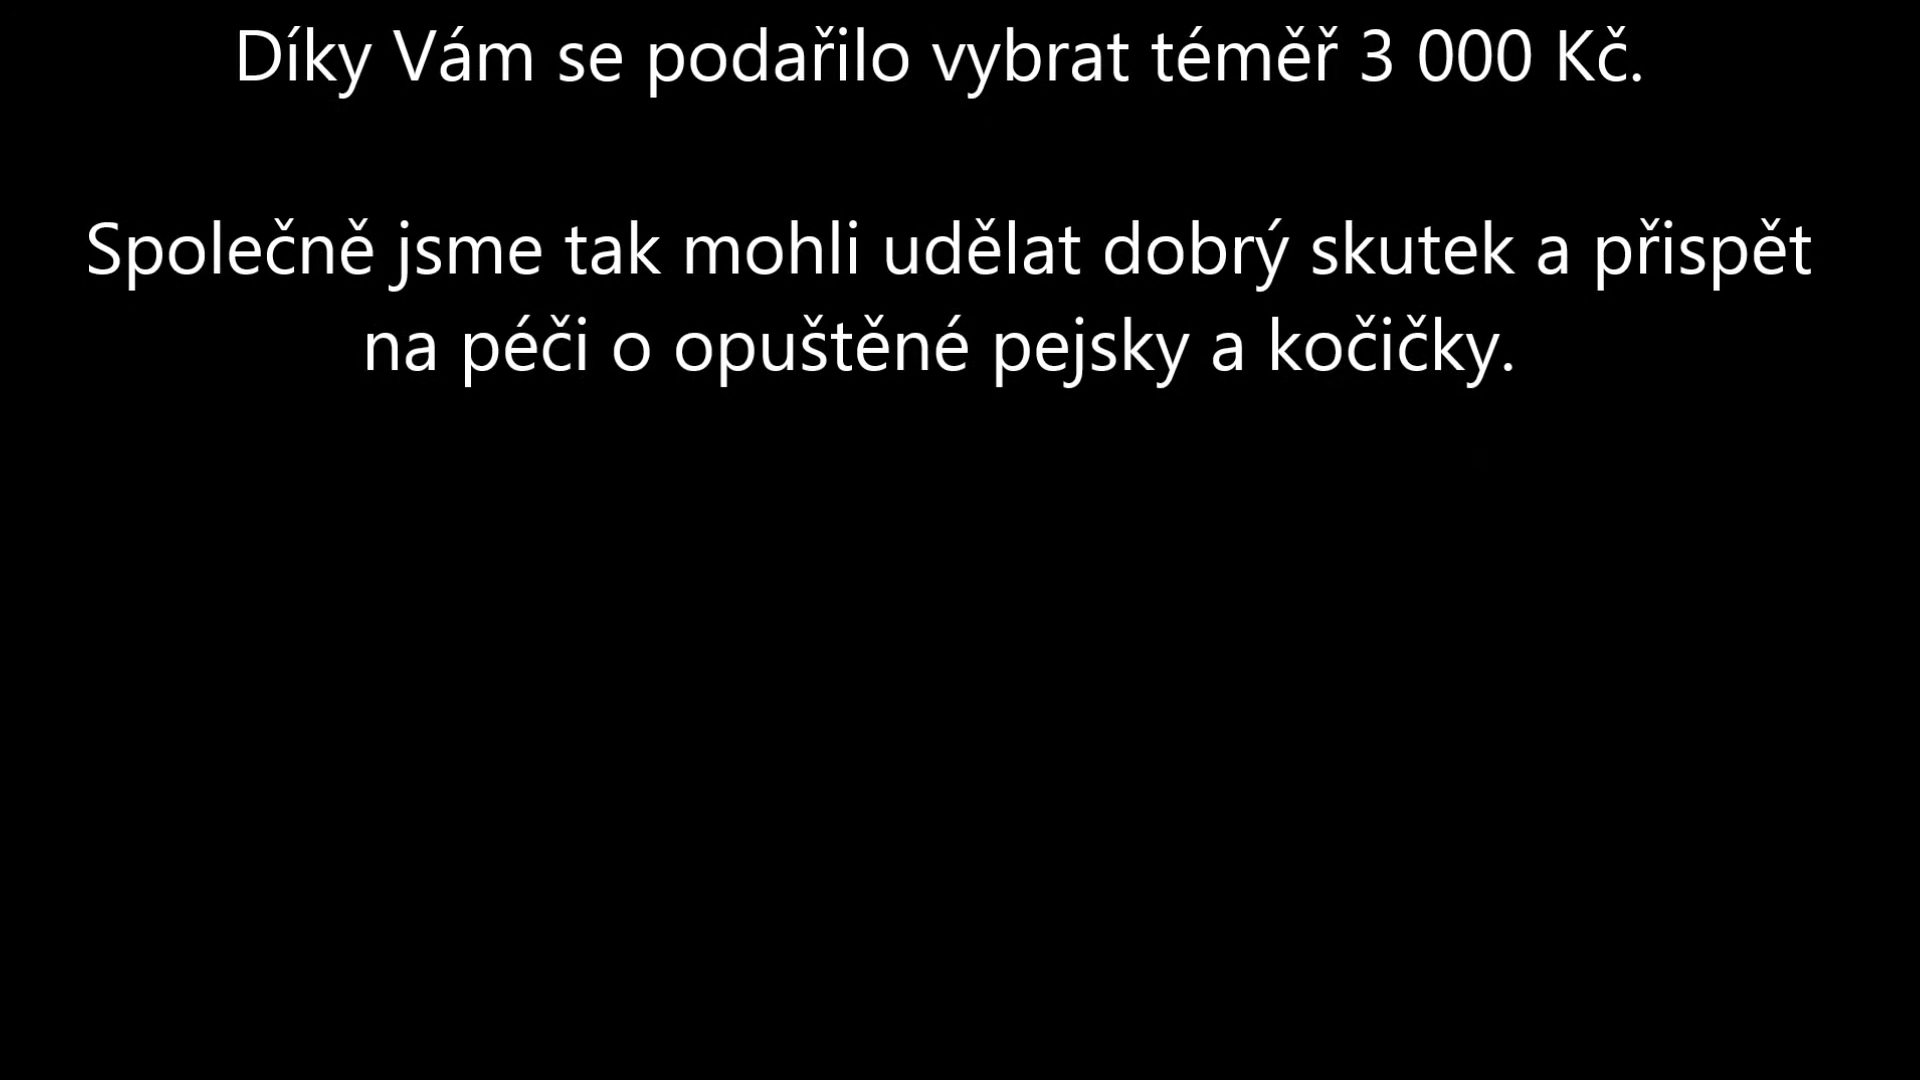 Díky Vám se podařilo vybrat téměř 3 000 Kč.
Společně jsme tak mohli udělat dobrý skutek a přispět
na péči o opuštěné pejsky a kočičky.